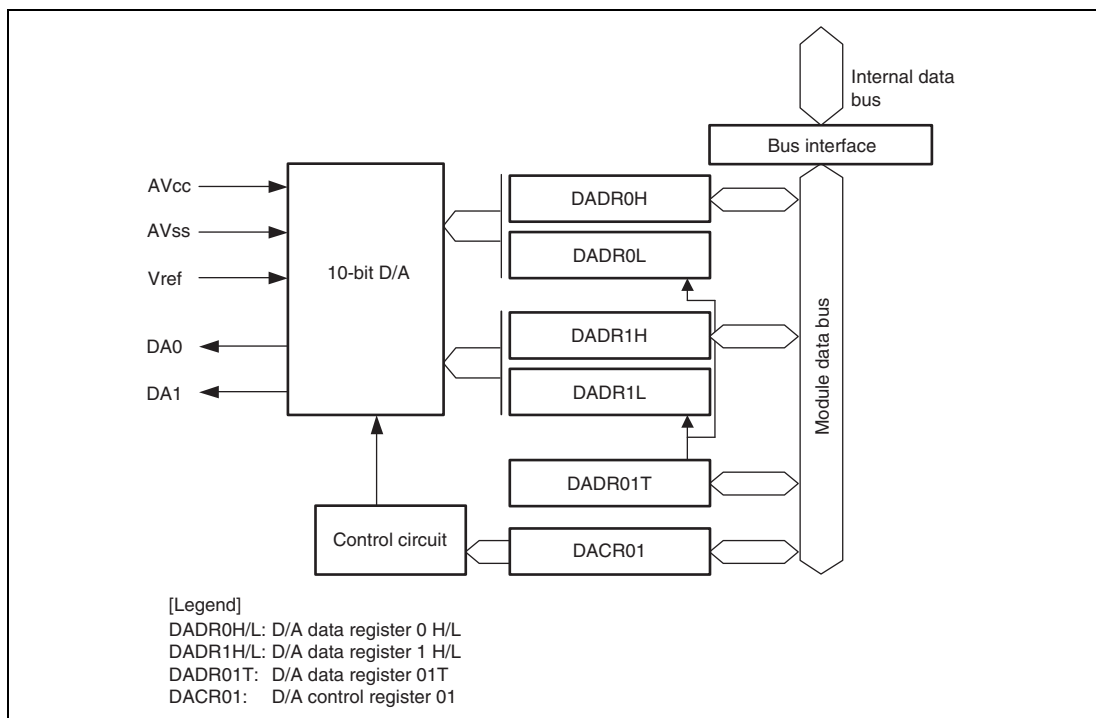 Internal data
bus
Bus interface
AVcc
AVss
Vref
DA0
DA1
10-bit D/A
DADR0H
DADR0L
DADR1H
DADR1L
DADR01T
DACR01
Control circuit
Module data bus
[Legend]
DADR0H/L: D/A data register 0 H/L
DADR1H/L: D/A data register 1 H/L
DADR01T: D/A data register 01T
DACR01: D/A control register 01